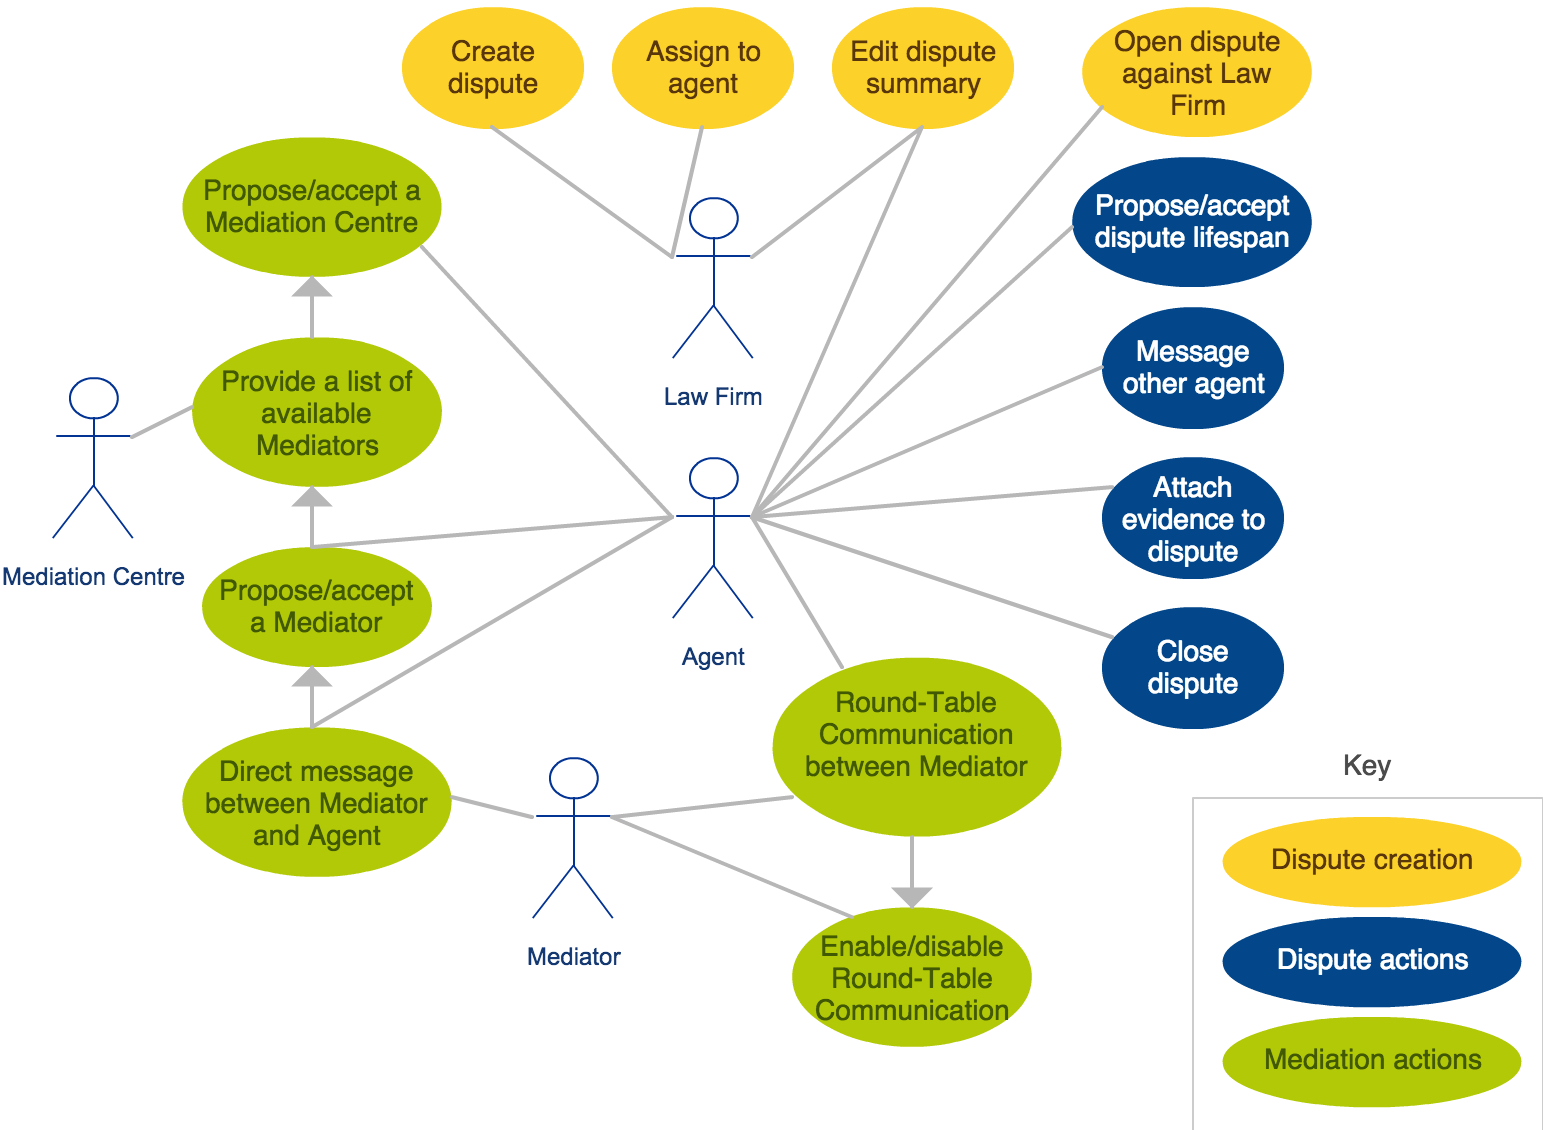 Create
dispute
Assign to
agent
Edit dispute
summary
Open dispute
against Law
Firm
Propose/accept a
Mediation Centre
Propose/accept
dispute lifespan
Message
other agent
Provide a list of
available
Mediators
Law Firm
Mediation Centre
Attach
evidence to
dispute
Propose/accept
a Mediator
Agent
Close
dispute
Round-Table
Communication
between Mediator
Direct message
between Mediator
and Agent
Mediator
Enable/disable
Round-Table
Communication
Key
Dispute creation
Dispute actions
Mediation actions